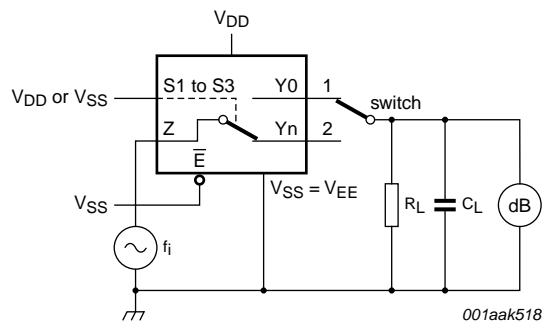 VDD
S1 to S3
Y0
1
switch
VDD or VSS
Z
Yn
2
E
VSS = VEE
VSS
RL
CL
dB
fi
001aak518